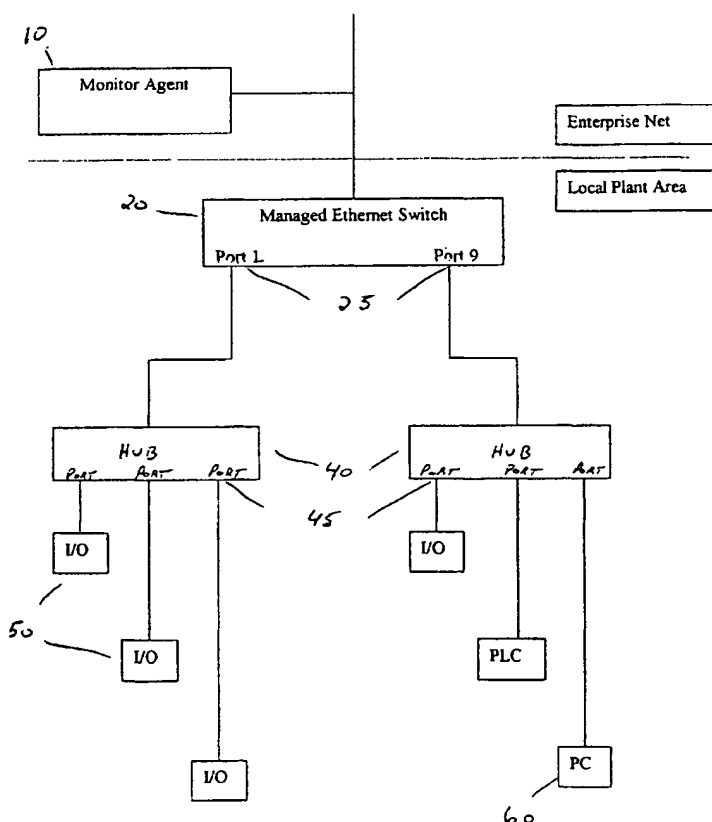 10
Monitor Agent
Enterprise Net
Local Plant Area
20
Managed Ethernet Switch
Port 1
Port 9
25
HUB
PORT PORT PORT
40
HUB
PORT PORT PORT
45
I/O
I/O
50
I/O
PLC
I/O
PC
60